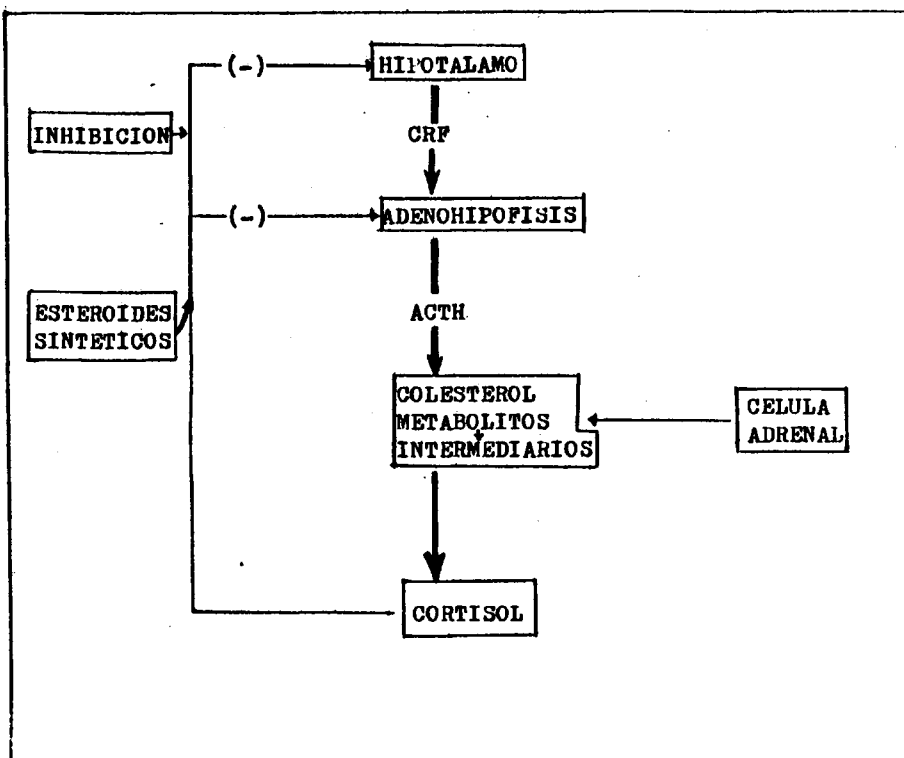 (-)
HIPOTALAMO
INHIBICION
CRF
(-)
ADENOHIPOFISIS
ESTEROIDES
SINTETICOS
ACTH
COLESTEROL
METABOLITOS
INTERMEDIARIOS
CELULA
ADRENAL
CORTISOL